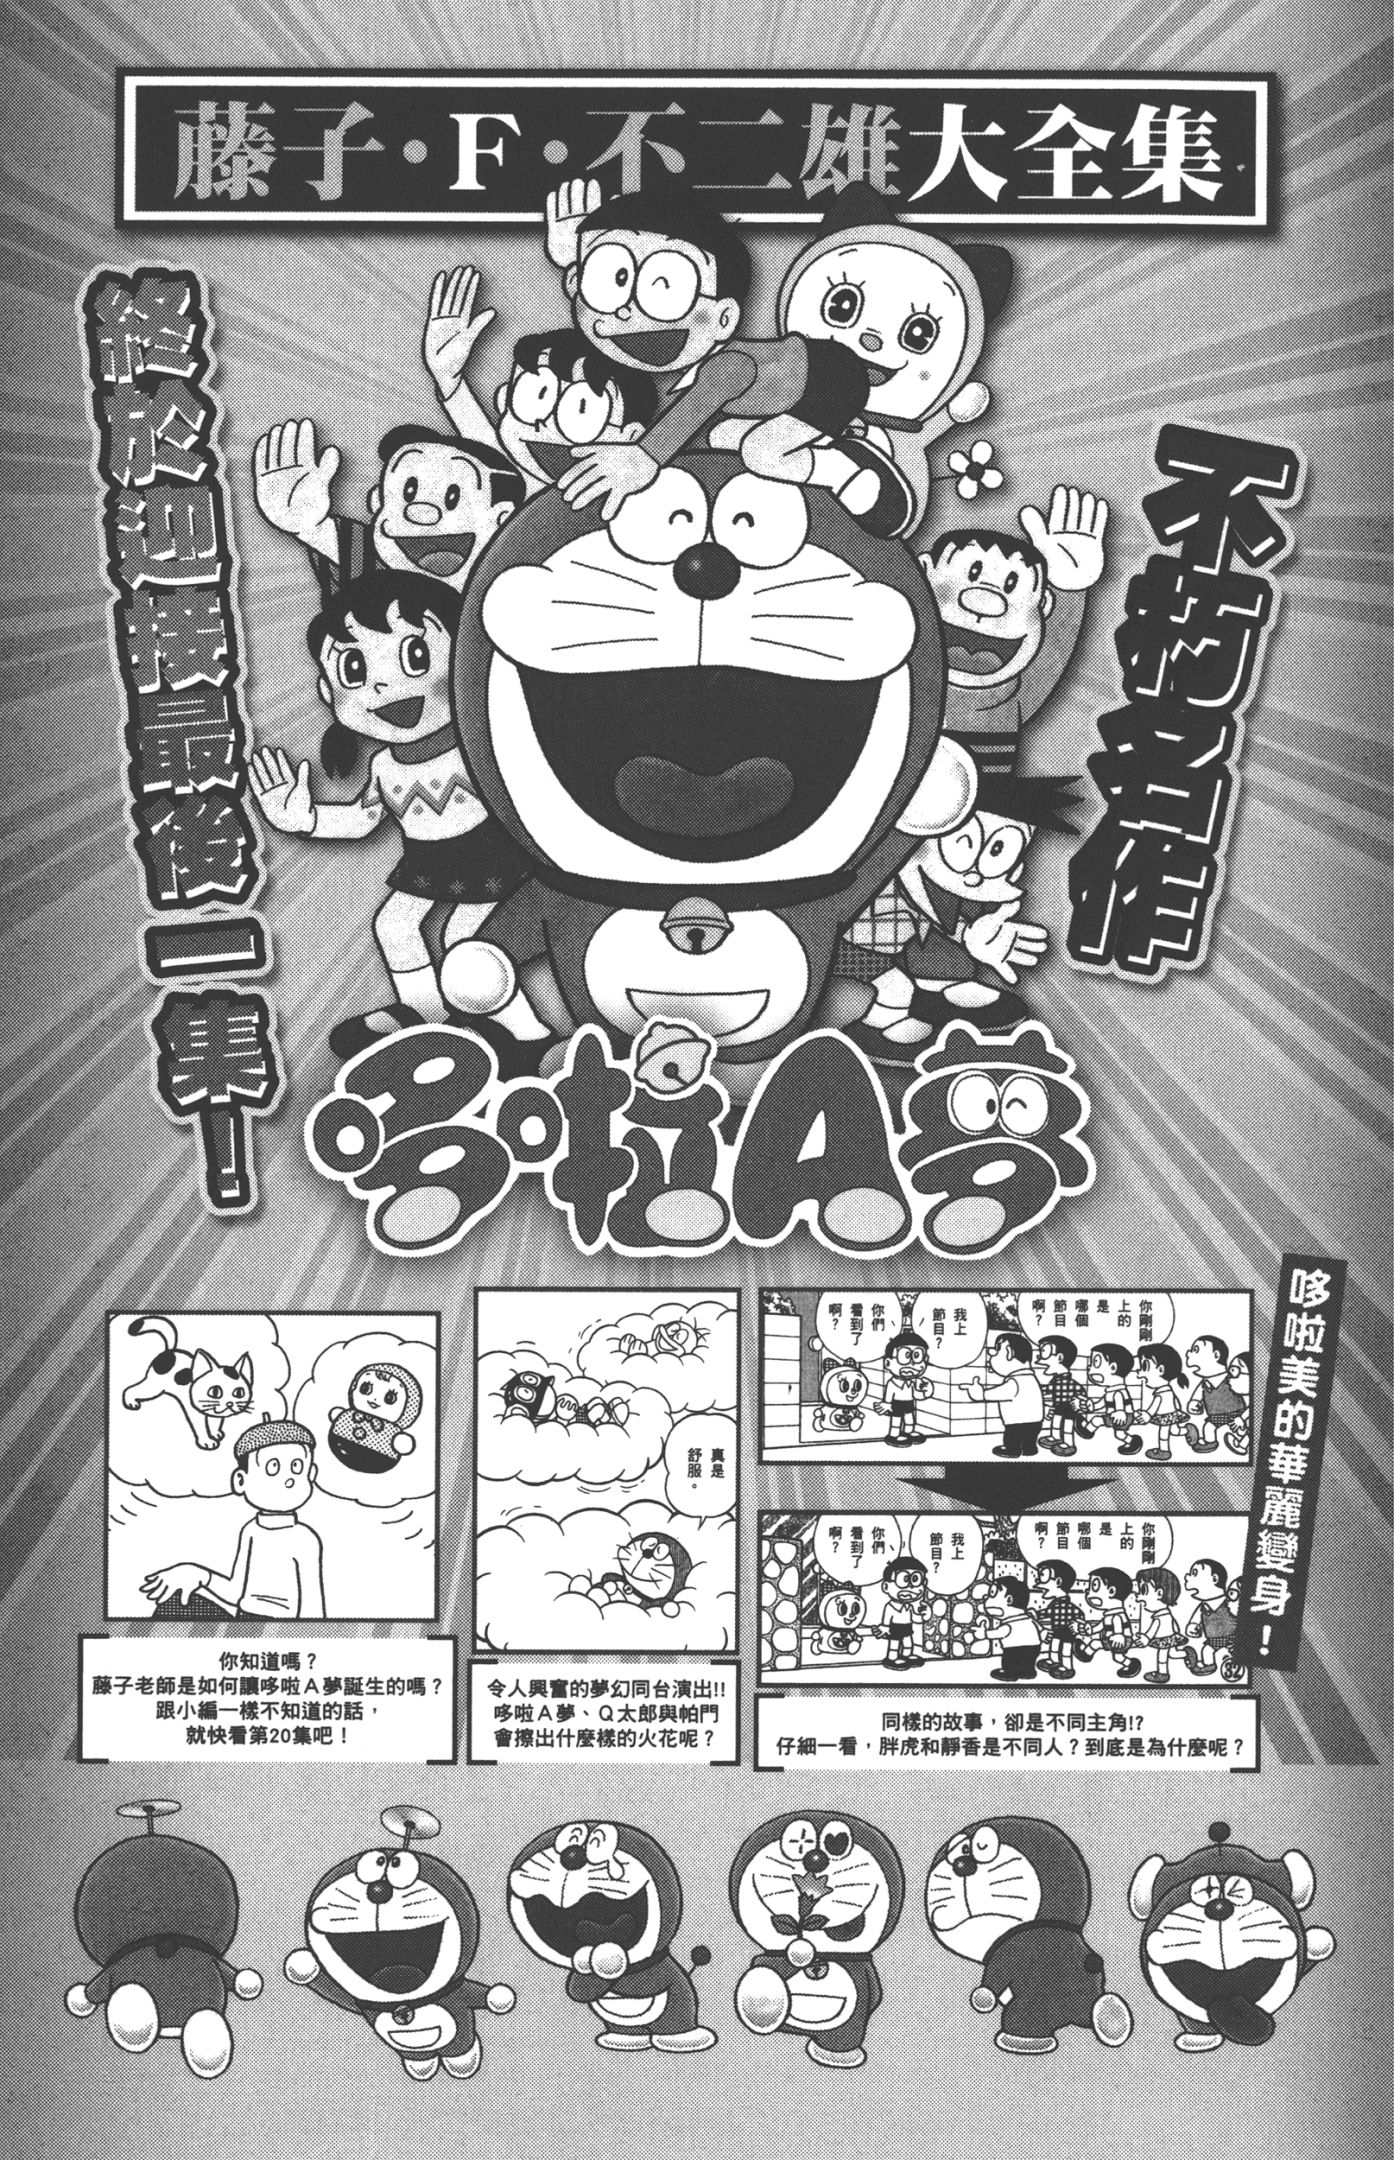 藤子・F・不二雄大全集
不朽名作
終於迎接最後一集！
哆啦A夢
哆啦美的華麗變身！
你剛剛
上的
是
哪個
節目
啊？
我上
節目？
你們
看到了
啊？
你剛剛
上的
是
哪個
節目
啊？
我上
節目？
你們
看到了
啊？
32
真是
舒服。
你知道嗎？
藤子老師是如何讓哆啦A夢誕生的嗎？
跟小編一樣不知道的話，
就快看第20集吧！
令人興奮的夢幻同台演出!!
哆啦A夢、Q太郎與帕門
會擦出什麼樣的火花呢？
同樣的故事，卻是不同主角!?
仔細一看，胖虎和靜香是不同人？到底是為什麼呢？